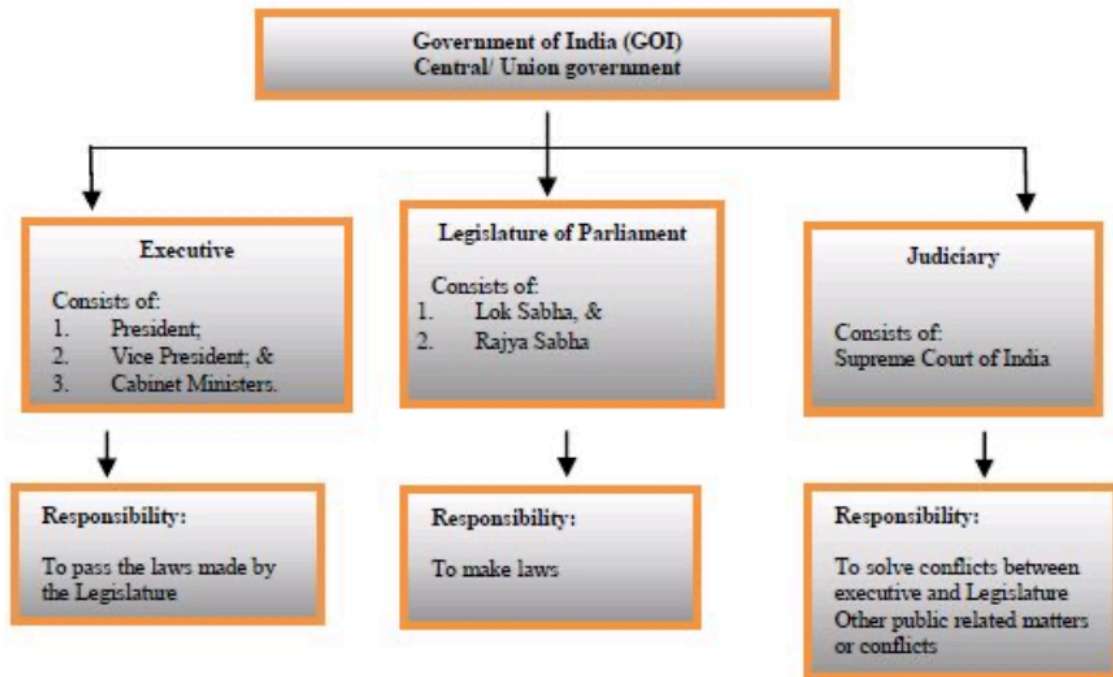 Government of India (GOI)
Central/ Union government
Executive
Consists of:
1. President;
2. Vice President; &
3. Cabinet Ministers.
Legislature of Parliament
Consists of:
1. Lok Sabha, &
2. Rajya Sabha
Judiciary
Consists of:
Supreme Court of India
Responsibility:
To pass the laws made by
the Legislature
Responsibility:
To make laws
Responsibility:
To solve conflicts between
executive and Legislature
Other public related matters
or conflicts